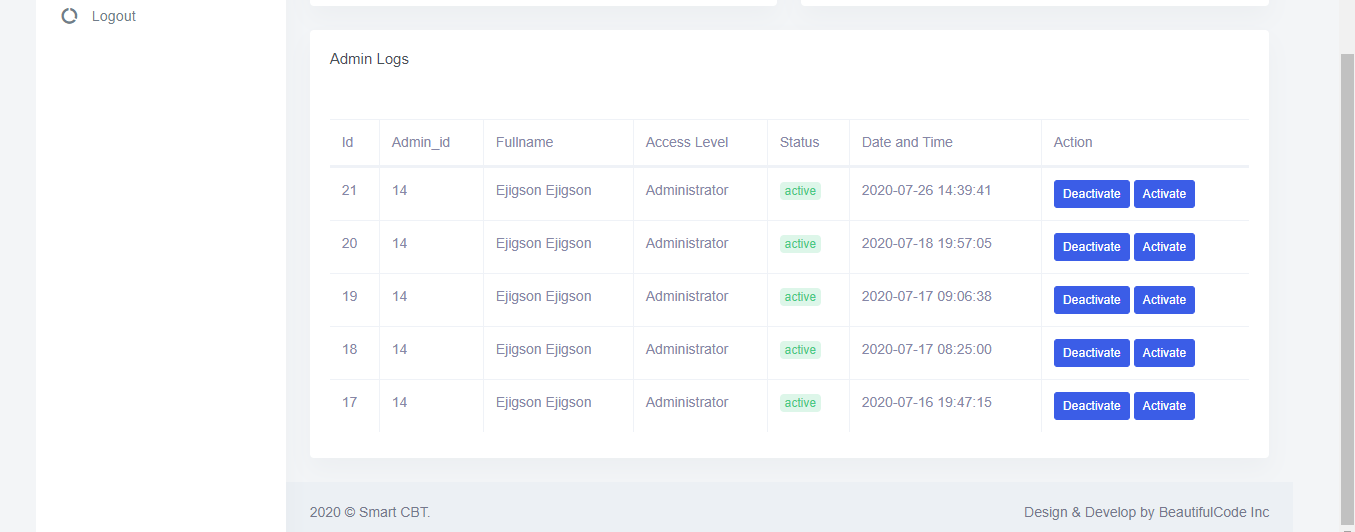 Logout
Admin Logs
Id Admin_id Fullname Access Level Status Date and Time Action
21 14 Ejigson Ejigson Administrator active 2020-07-26 14:39:41 Deactivate Activate
20 14 Ejigson Ejigson Administrator active 2020-07-18 19:57:05 Deactivate Activate
19 14 Ejigson Ejigson Administrator active 2020-07-17 09:06:38 Deactivate Activate
18 14 Ejigson Ejigson Administrator active 2020-07-17 08:25:00 Deactivate Activate
17 14 Ejigson Ejigson Administrator active 2020-07-16 19:47:15 Deactivate Activate
2020 © Smart CBT. Design & Develop by BeautifulCode Inc